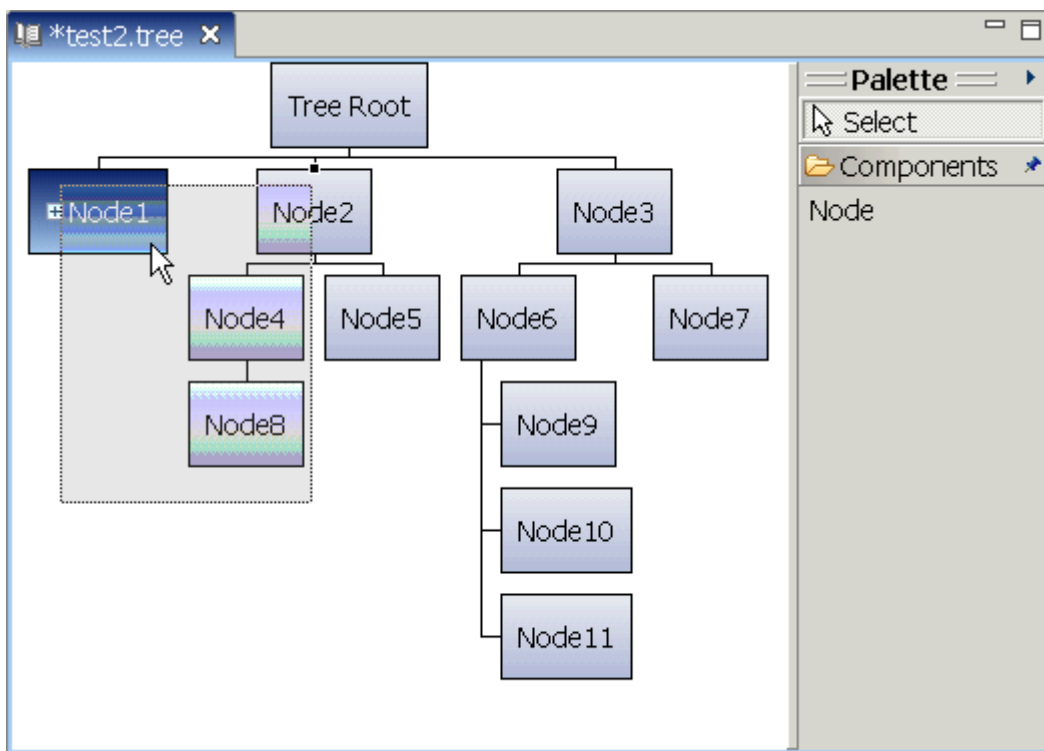 *test2.tree
Tree Root
Palette
Select
Components
Node
Node1
Node2
Node3
Node4
Node5
Node6
Node7
Node8
Node9
Node10
Node11